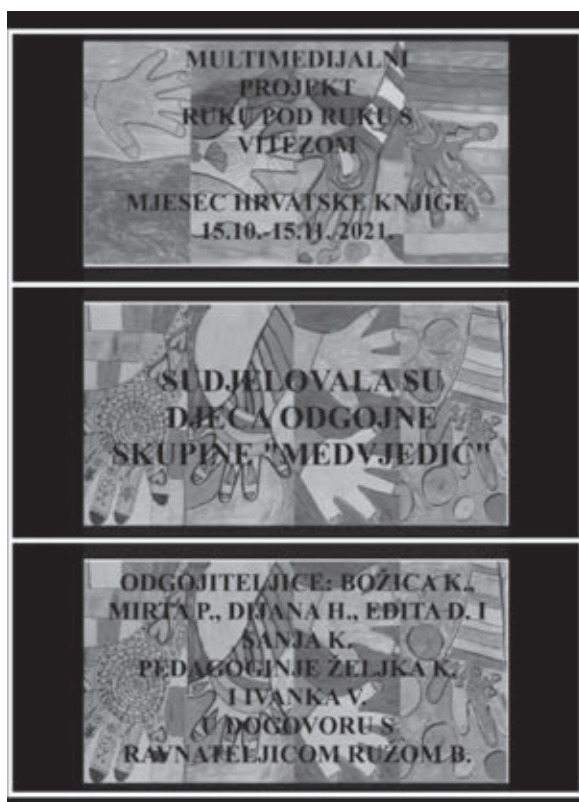 MULTIMEDIJALNI
PROJEKT
RUKU POD RUKU S
VITEZOM
MJESEC HRVATSKE KNJIGE
15.10.-15.11. 2021.
SUDJELOVALA SU
DJECA ODGOJNE
SKUPINE "MEDVJEDIĆ"
ODGOJITELJICE: BOŽICA K.,
MIRTA P., DIJANA H., EDITA D. I
SANJA K.
PEDAGOGINJE ŽELJKA K.
I IVANKA V.
U DOGOVORU S
RAVNATELJICOM RUŽOM B.